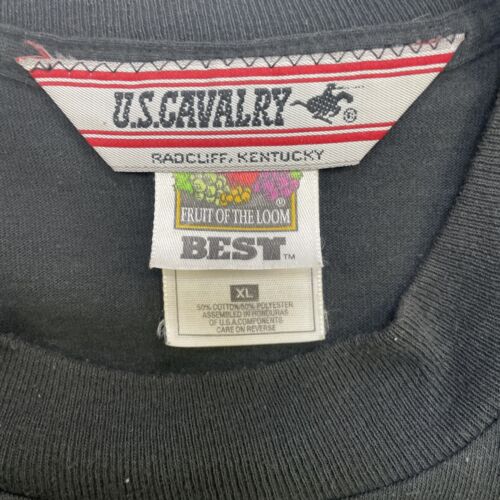 U.S.CAVALRY ®
RADCLIFF, KENTUCKY
®
FRUIT OF THE LOOM
BEST™
XL
50% COTTON/50% POLYESTER
ASSEMBLED IN HONDURAS
OF U.S.A.COMPONENTS
CARE ON REVERSE